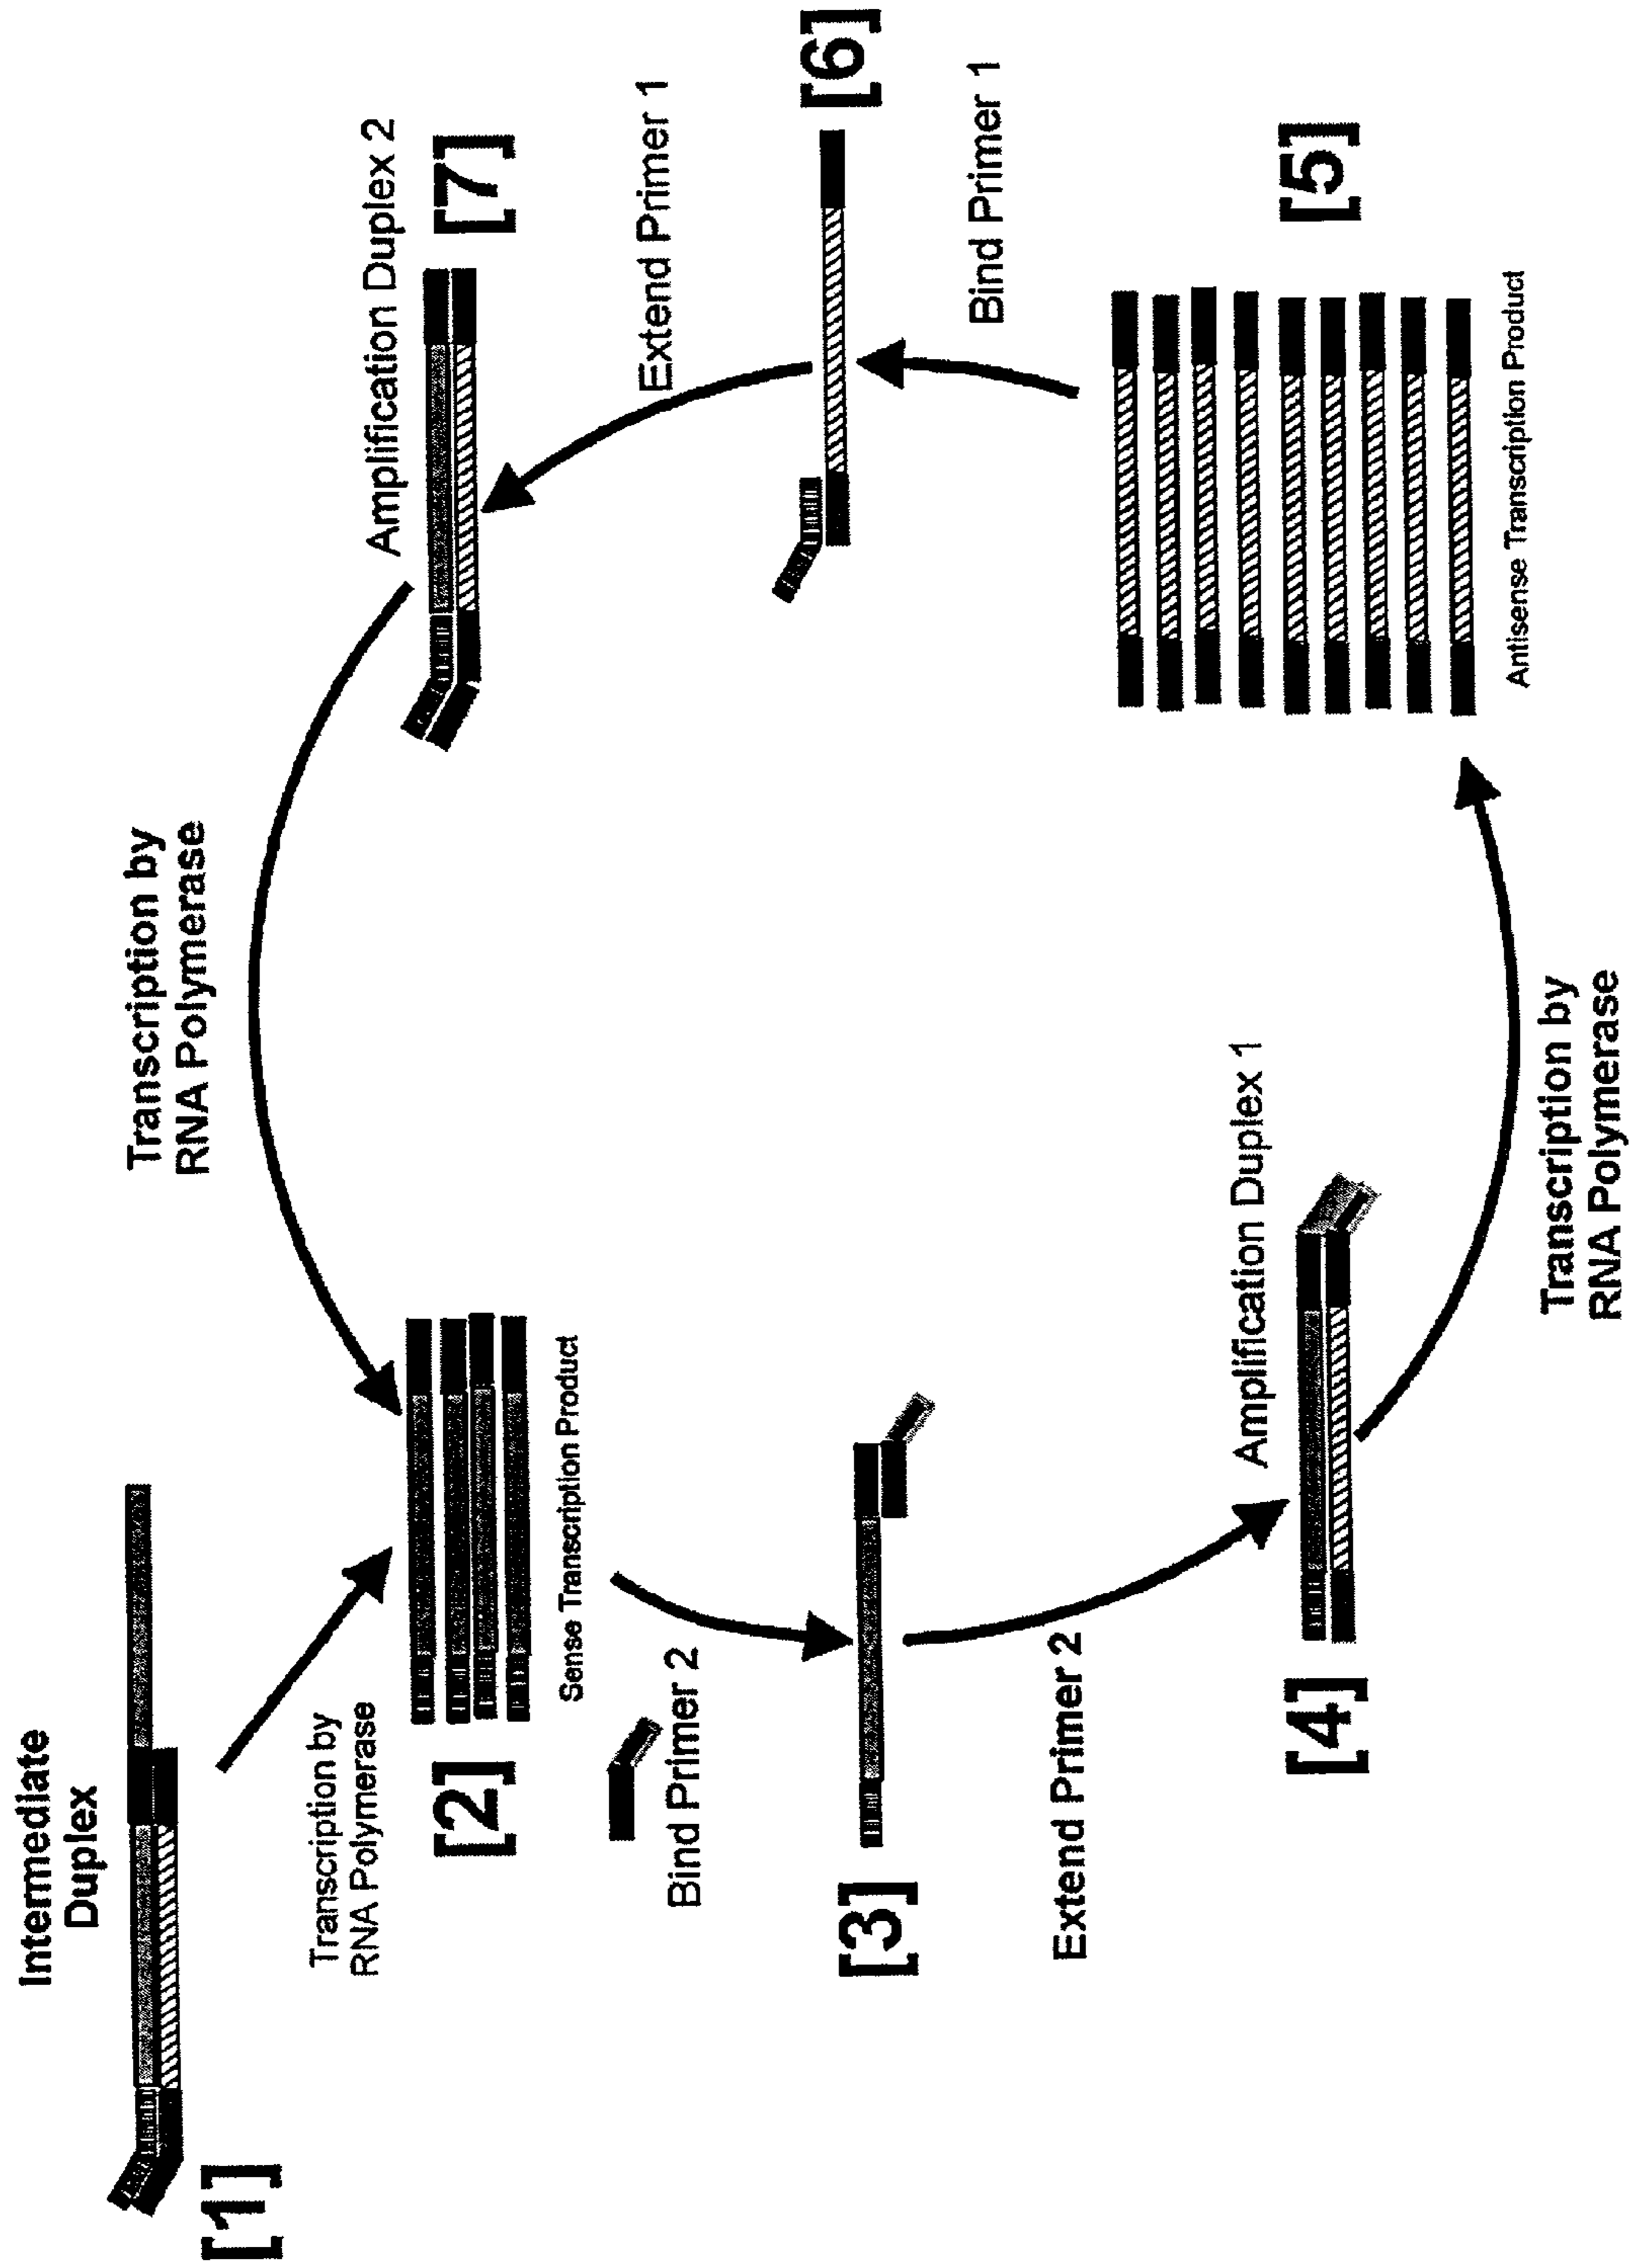 Intermediate
Duplex
[1]
Transcription by
RNA Polymerase
[2]
Sense Transcription Product
Bind Primer 2
[3]
Extend Primer 2
[4]
Amplification Duplex 1
Transcription by
RNA Polymerase
[5]
Antisense Transcription Product
Bind Primer 1
[6]
Extend Primer 1
Amplification Duplex 2
[7]
Transcription by
RNA Polymerase